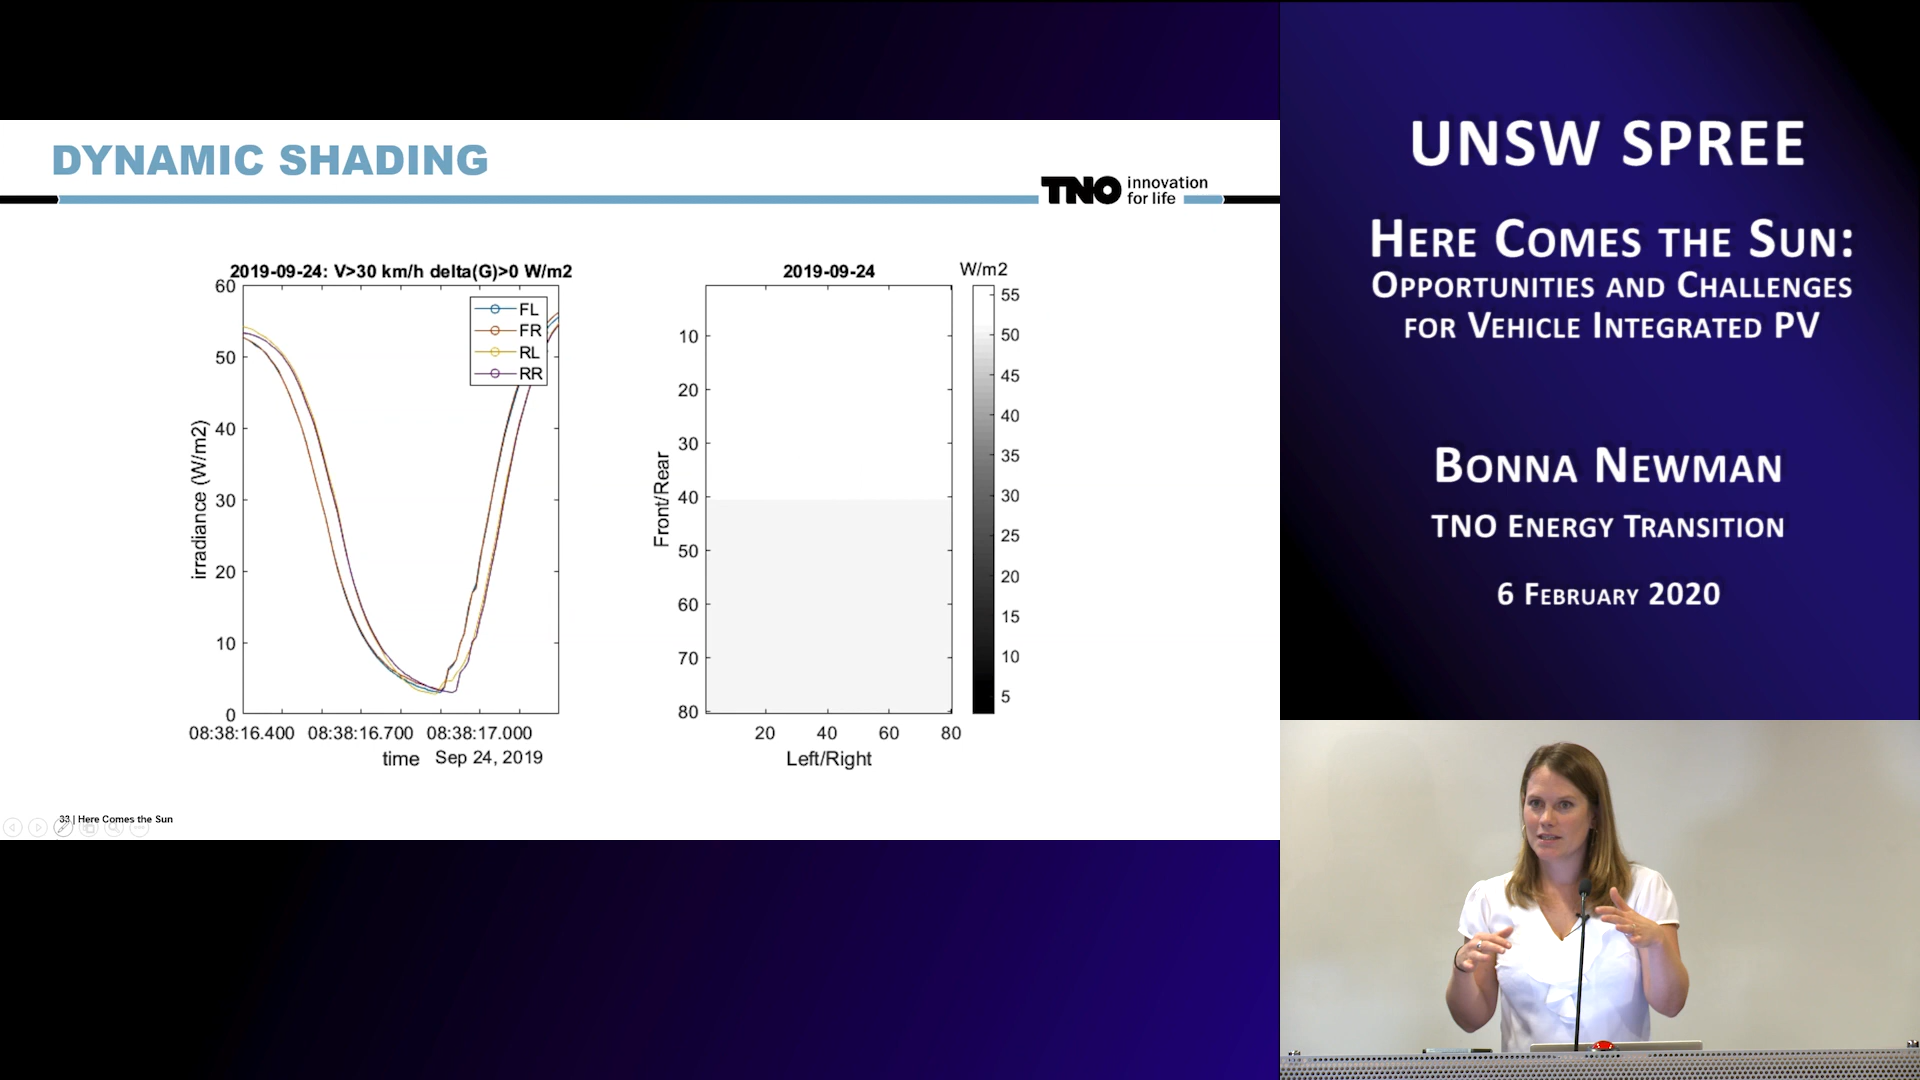 DYNAMIC SHADING
TNO innovation
for life
2019-09-24: V>30 km/h delta(G)>0 W/m2
60
50
40
30
20
10
0
irradiance (W/m2)
FL
FR
RL
RR
08:38:16.400 08:38:16.700 08:38:17.000
time Sep 24, 2019
2019-09-24
W/m2
10
20
30
40
50
60
70
80
Front/Rear
20 40 60 80
Left/Right
55
50
45
40
35
30
25
20
15
10
5
33 | Here Comes the Sun
UNSW SPREE
HERE COMES THE SUN:
OPPORTUNITIES AND CHALLENGES
FOR VEHICLE INTEGRATED PV
BONNA NEWMAN
TNO ENERGY TRANSITION
6 FEBRUARY 2020